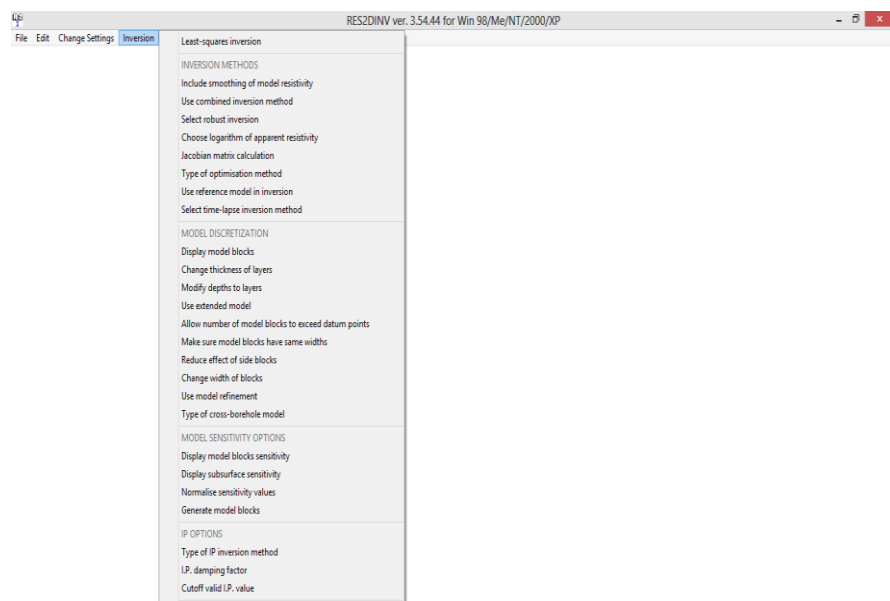 RES2DINV ver. 3.54.44 for Win 98/Me/NT/2000/XP
File Edit Change Settings Inversion
Least-squares inversion
INVERSION METHODS
Include smoothing of model resistivity
Use combined inversion method
Select robust inversion
Choose logarithm of apparent resistivity
Jacobian matrix calculation
Type of optimisation method
Use reference model in inversion
Select time-lapse inversion method
MODEL DISCRETIZATION
Display model blocks
Change thickness of layers
Modify depths to layers
Use extended model
Allow number of model blocks to exceed datum points
Make sure model blocks have same widths
Reduce effect of side blocks
Change width of blocks
Use model refinement
Type of cross-borehole model
MODEL SENSITIVITY OPTIONS
Display model blocks sensitivity
Display subsurface sensitivity
Normalise sensitivity values
Generate model blocks
IP OPTIONS
Type of IP inversion method
I.P. damping factor
Cutoff valid I.P. value